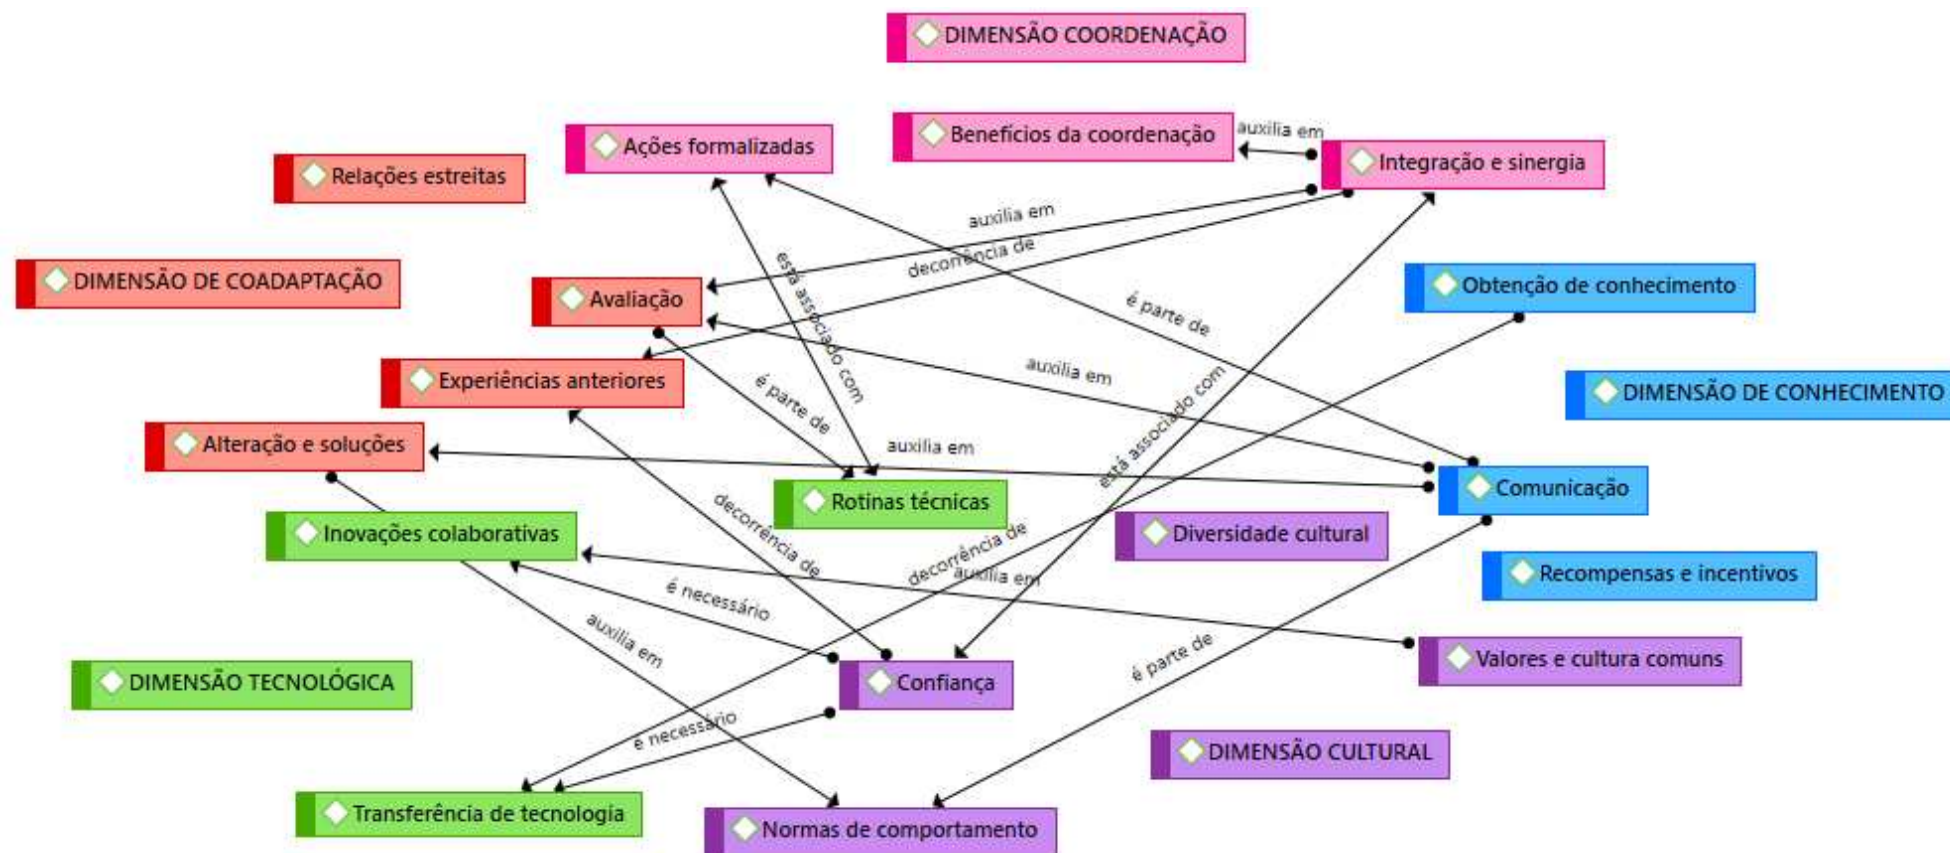 DIMENSÃO COORDENAÇÃO
Ações formalizadas
Benefícios da coordenação
auxilia em
Integração e sinergia
Relações estreitas
auxilia em
decorrência de
está associado com
DIMENSÃO DE COADAPTAÇÃO
Avaliação
é parte de
Obtenção de conhecimento
Experiências anteriores
é parte de
auxilia em
está associado com
DIMENSÃO DE CONHECIMENTO
Alteração e soluções
auxilia em
Rotinas técnicas
Comunicação
Inovações colaborativas
decorrência de
decorrência de
auxilia em
Diversidade cultural
Recompensas e incentivos
é necessário
auxilia em
é parte de
Valores e cultura comuns
DIMENSÃO TECNOLÓGICA
Confiança
é necessário
DIMENSÃO CULTURAL
Transferência de tecnologia
Normas de comportamento